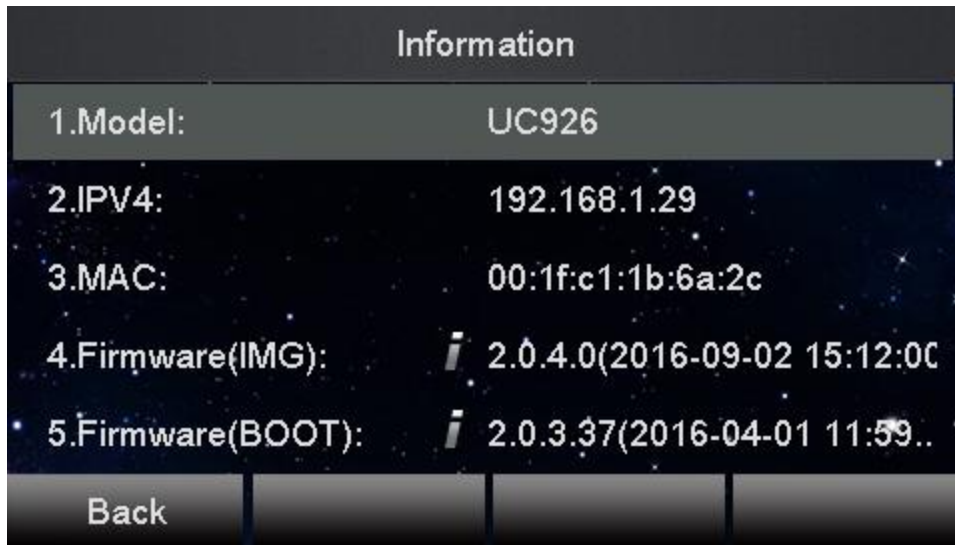 Information
1.Model: UC926
2.IPV4: 192.168.1.29
3.MAC: 00:1f:c1:1b:6a:2c
4.Firmware(IMG): i 2.0.4.0(2016-09-02 15:12:00
5.Firmware(BOOT): i 2.0.3.37(2016-04-01 11:59..
Back